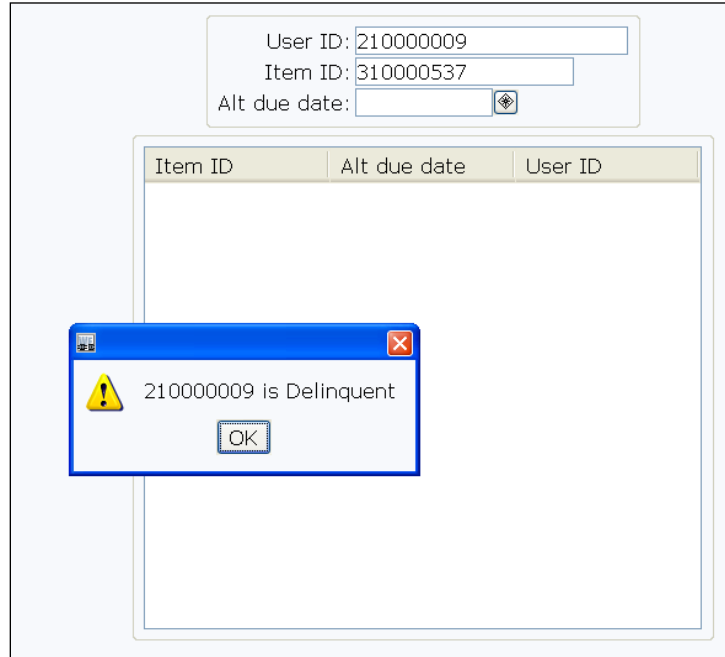 User ID: 210000009
Item ID: 310000537
Alt due date:
Item ID Alt due date User ID
210000009 is Delinquent
OK